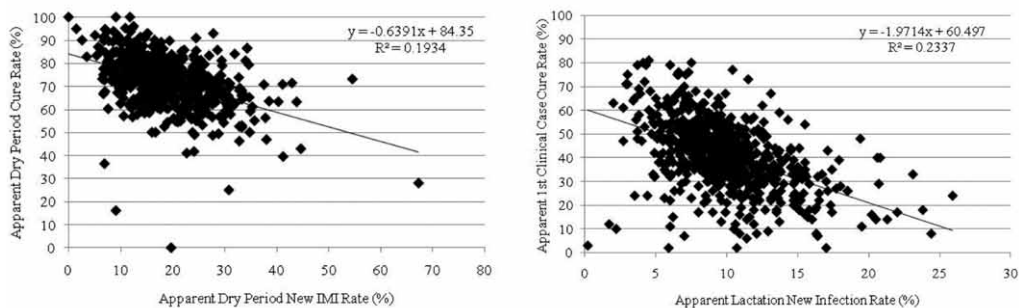 Apparent Dry Period Cure Rate (%)
100
90
80
70
60
50
40
30
20
10
0
y = -0.6391x + 84.35
R² = 0.1934
0 10 20 30 40 50 60 70 80
Apparent Dry Period New IMI Rate (%)
Apparent 1st Clinical Case Cure Rate (%)
100
90
80
70
60
50
40
30
20
10
0
y = -1.9714x + 60.497
R² = 0.2337
0 5 10 15 20 25 30
Apparent Lactation New Infection Rate (%)